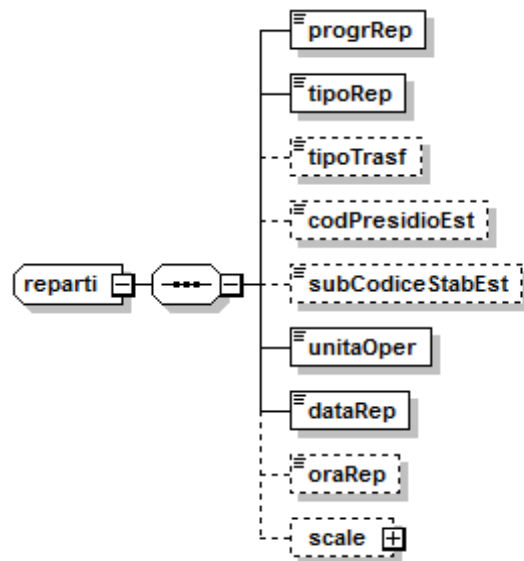 progrRep
tipoRep
tipoTrasf
codPresidioEst
reparti
subCodiceStabEst
unitaOper
dataRep
oraRep
scale